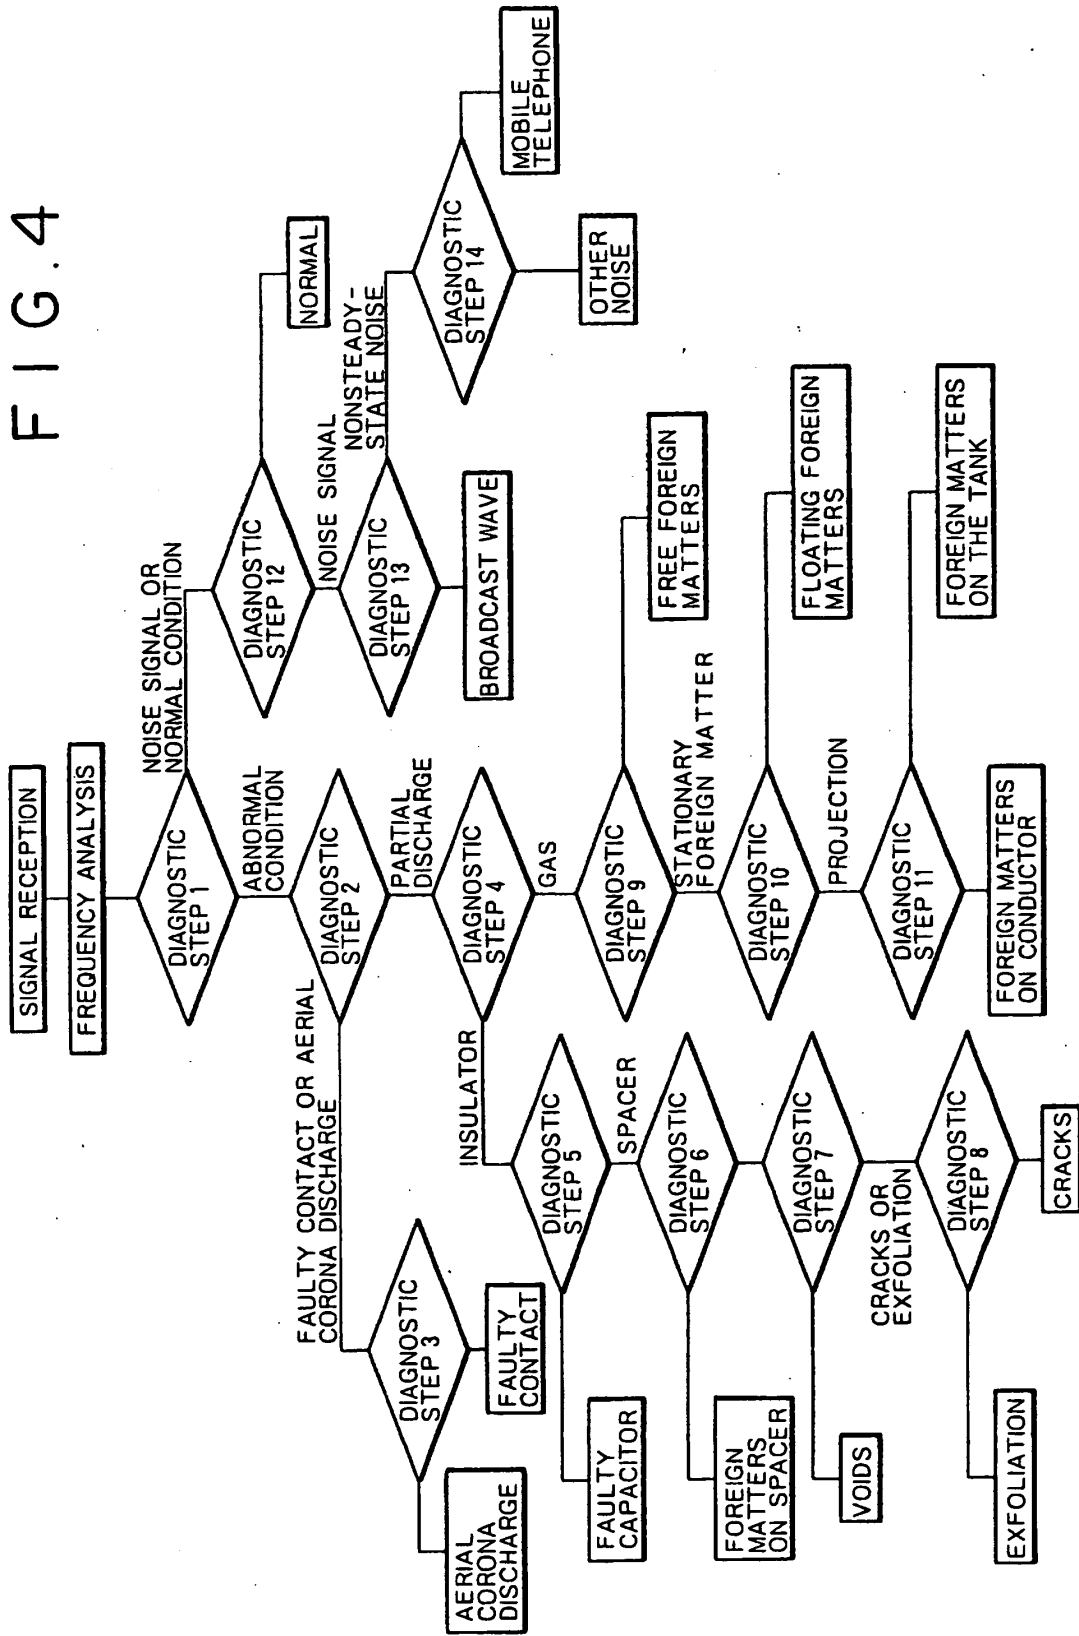 FIG.4
SIGNAL RECEPTION
FREQUENCY ANALYSIS
DIAGNOSTIC
STEP 1
NOISE SIGNAL OR
NORMAL CONDITION
ABNORMAL
CONDITION
DIAGNOSTIC
STEP 12
NORMAL
NOISE SIGNAL
DIAGNOSTIC
STEP 13
NONSTEADY-
STATE NOISE
BROADCAST WAVE
DIAGNOSTIC
STEP 14
MOBILE
TELEPHONE
OTHER
NOISE
DIAGNOSTIC
STEP 2
FAULTY CONTACT OR AERIAL
CORONA DISCHARGE
PARTIAL
DISCHARGE
DIAGNOSTIC
STEP 3
AERIAL
CORONA
DISCHARGE
FAULTY
CONTACT
DIAGNOSTIC
STEP 4
INSULATOR
GAS
DIAGNOSTIC
STEP 5
FAULTY
CAPACITOR
SPACER
DIAGNOSTIC
STEP 6
FOREIGN
MATTERS
ON SPACER
DIAGNOSTIC
STEP 7
VOIDS
CRACKS OR
EXFOLIATION
DIAGNOSTIC
STEP 8
EXFOLIATION
CRACKS
DIAGNOSTIC
STEP 9
FREE FOREIGN
MATTERS
STATIONARY
FOREIGN MATTER
DIAGNOSTIC
STEP 10
FLOATING FOREIGN
MATTERS
PROJECTION
DIAGNOSTIC
STEP 11
FOREIGN MATTERS
ON THE TANK
FOREIGN MATTERS
ON CONDUCTOR